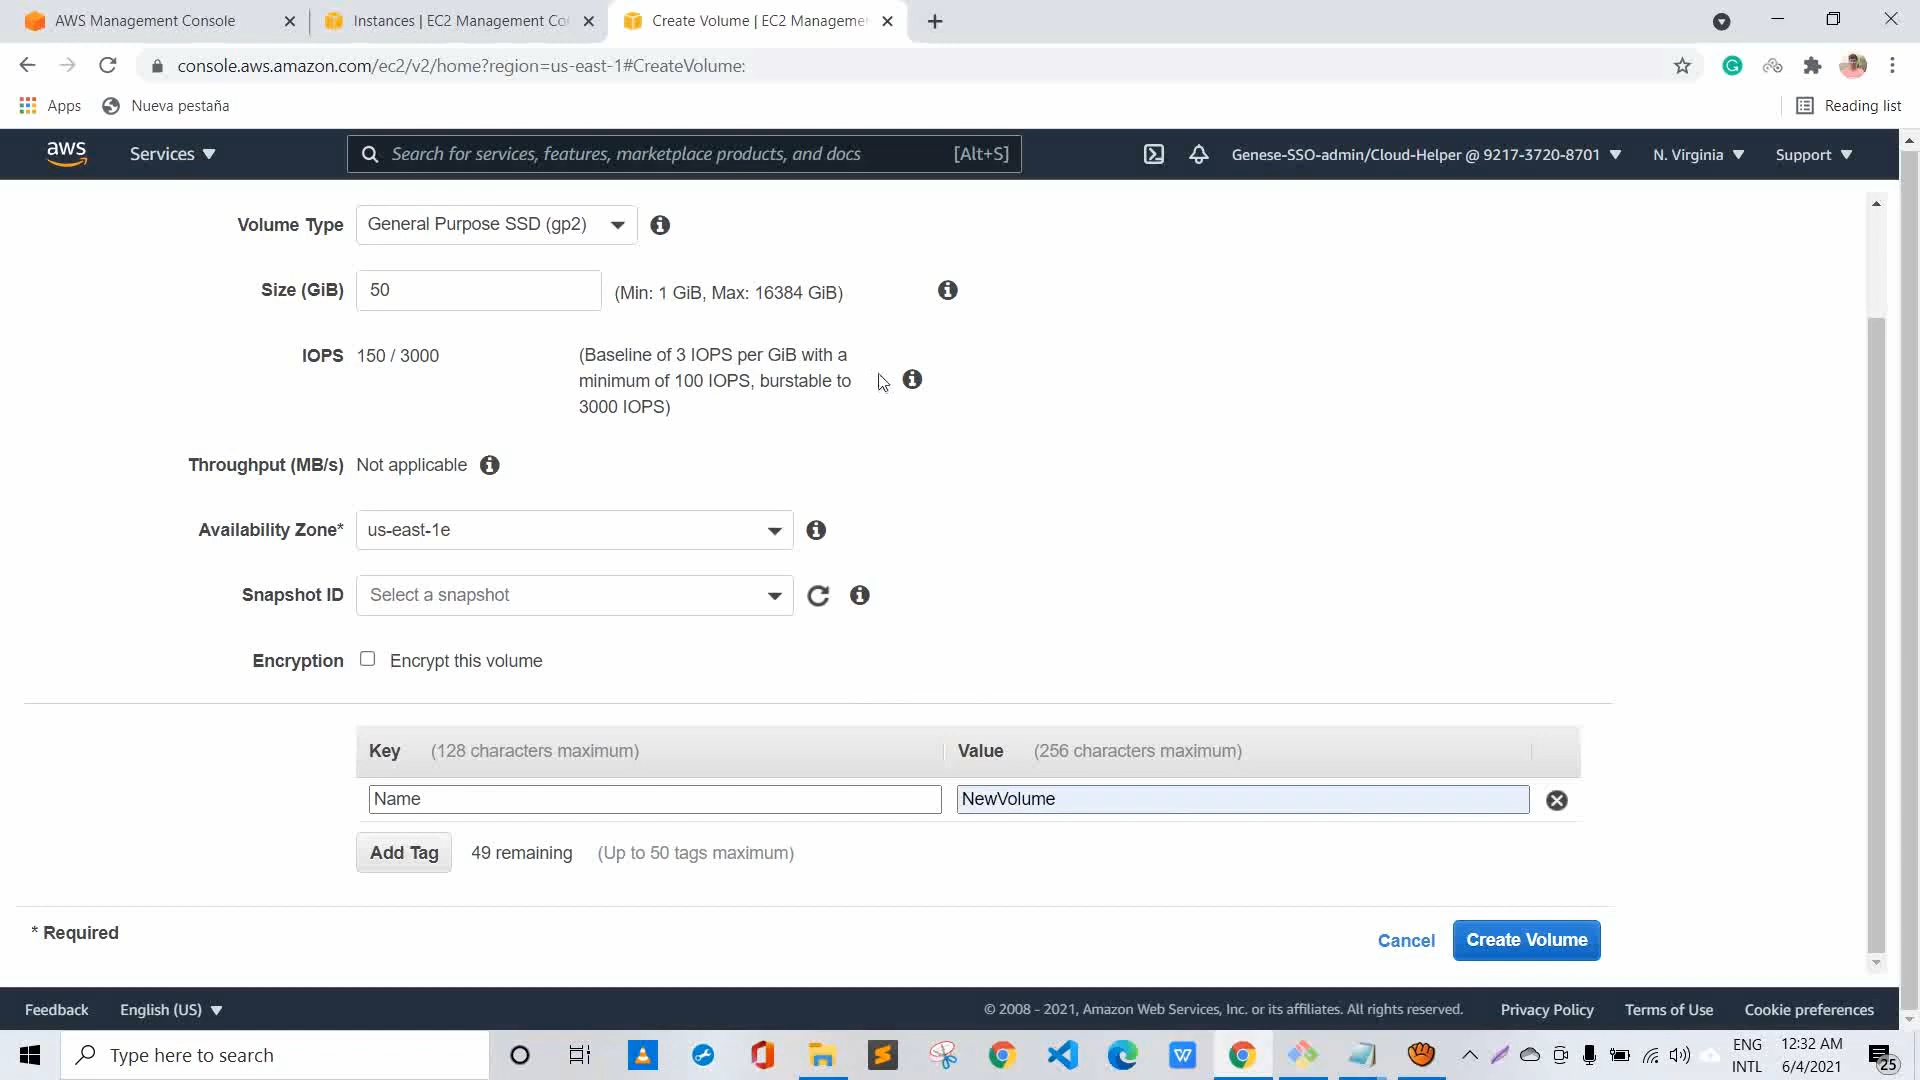 AWS Management Console
Instances | EC2 Management Co
Create Volume | EC2 Manageme
console.aws.amazon.com/ec2/v2/home?region=us-east-1#CreateVolume:
Apps
Nueva pestaña
Reading list
aws
Services
Search for services, features, marketplace products, and docs
[Alt+S]
Genese-SSO-admin/Cloud-Helper @ 9217-3720-8701
N. Virginia
Support
Volume Type
General Purpose SSD (gp2)
Size (GiB)
50
(Min: 1 GiB, Max: 16384 GiB)
IOPS
150 / 3000
(Baseline of 3 IOPS per GiB with a
minimum of 100 IOPS, burstable to
3000 IOPS)
Throughput (MB/s)
Not applicable
Availability Zone*
us-east-1e
Snapshot ID
Select a snapshot
Encryption
Encrypt this volume
Key
(128 characters maximum)
Value
(256 characters maximum)
Name
NewVolume
Add Tag
49 remaining
(Up to 50 tags maximum)
* Required
Cancel
Create Volume
Feedback
English (US)
© 2008 - 2021, Amazon Web Services, Inc. or its affiliates. All rights reserved.
Privacy Policy
Terms of Use
Cookie preferences
Type here to search
ENG
INTL
12:32 AM
6/4/2021
25